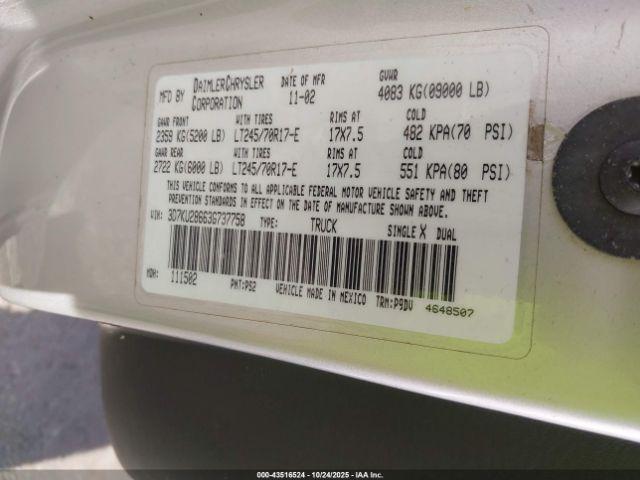 MFD BY DAIMLERCHRYSLER CORPORATION DATE OF MFR 11-02 GVWR 4083 KG(09000 LB)
GAWR FRONT WITH TIRES RIMS AT COLD
2359 KG(5200 LB) LT245/70R17-E 17X7.5 482 KPA(70 PSI)
GAWR REAR WITH TIRES RIMS AT COLD
2722 KG(6000 LB) LT245/70R17-E 17X7.5 551 KPA(80 PSI)
THIS VEHICLE CONFORMS TO ALL APPLICABLE FEDERAL MOTOR VEHICLE SAFETY AND THEFT
PREVENTION STANDARDS IN EFFECT ON THE DATE OF MANUFACTURE SHOWN ABOVE.
VIN: 3D7KU28663G737758 TYPE: TRUCK SINGLE X DUAL
MDH: 111502 PNT:PS2 VEHICLE MADE IN MEXICO TRM:P9DV 4648507
000-43516524 | 10/24/2025 | IAA Inc.